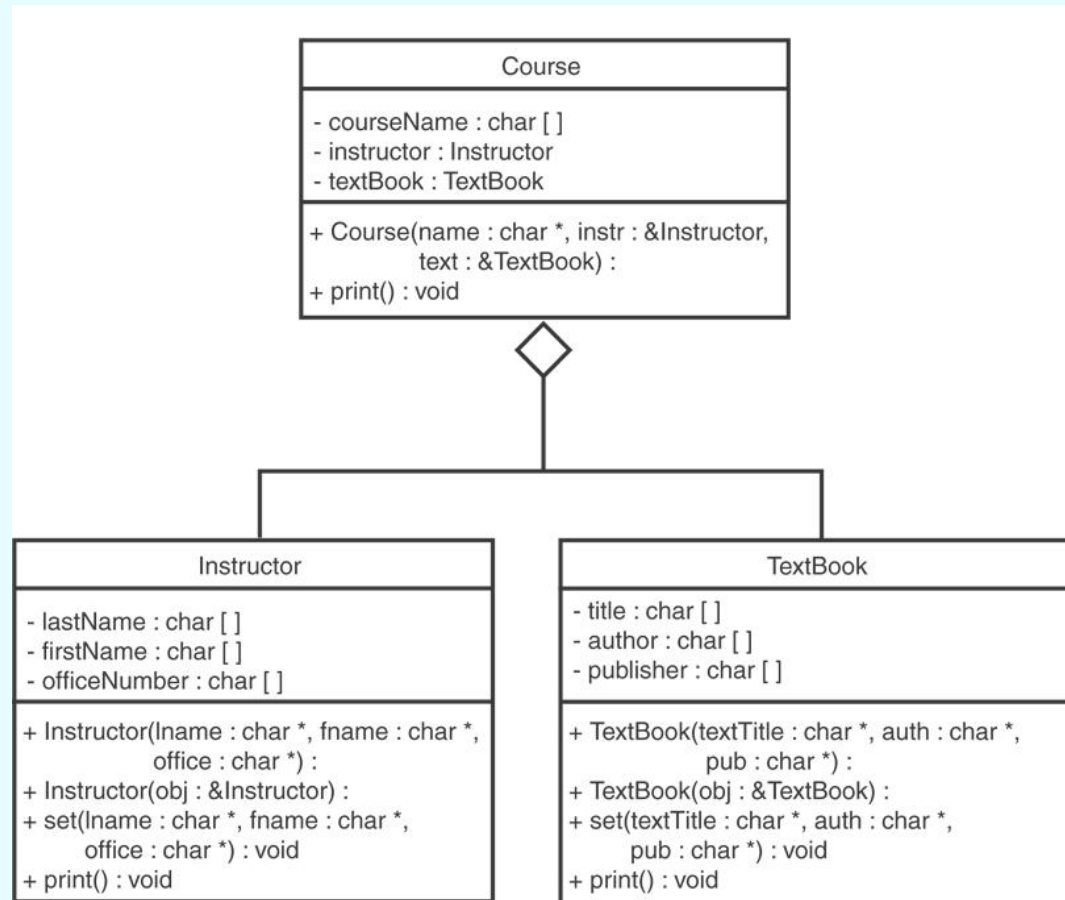 Course
- courseName : char [ ]
- instructor : Instructor
- textBook : TextBook
+ Course(name : char *, instr : &Instructor,
text : &TextBook) :
+ print() : void
Instructor
- lastName : char [ ]
- firstName : char [ ]
- officeNumber : char [ ]
+ Instructor(lname : char *, fname : char *,
office : char *) :
+ Instructor(obj : &Instructor) :
+ set(lname : char *, fname : char *,
office : char *) : void
+ print() : void
TextBook
- title : char [ ]
- author : char [ ]
- publisher : char [ ]
+ TextBook(textTitle : char *, auth : char *,
pub : char *) :
+ TextBook(obj : &TextBook) :
+ set(textTitle : char *, auth : char *,
pub : char *) : void
+ print() : void